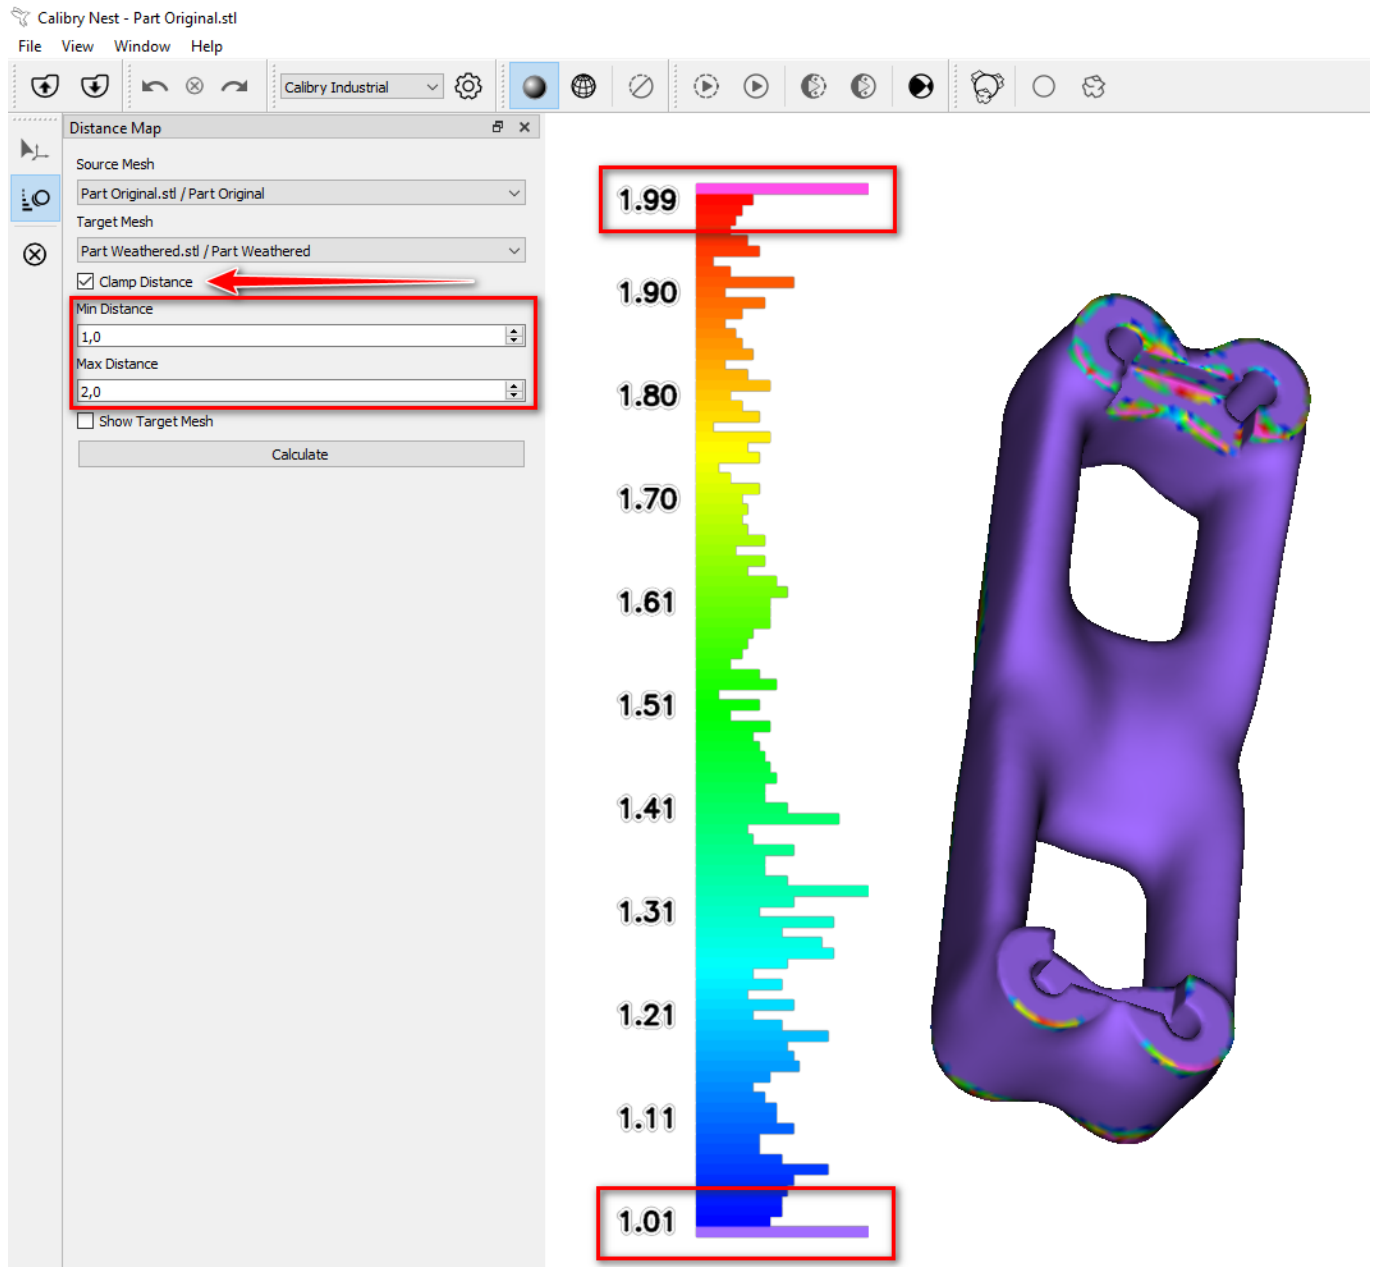 Calibry Nest - Part Original.stl
File View Window Help
Calibry Industrial
Distance Map
Source Mesh
Part Original.stl / Part Original
Target Mesh
Part Weathered.stl / Part Weathered
Clamp Distance
Min Distance
1,0
Max Distance
2,0
Show Target Mesh
Calculate
1.99
1.90
1.80
1.70
1.61
1.51
1.41
1.31
1.21
1.11
1.01